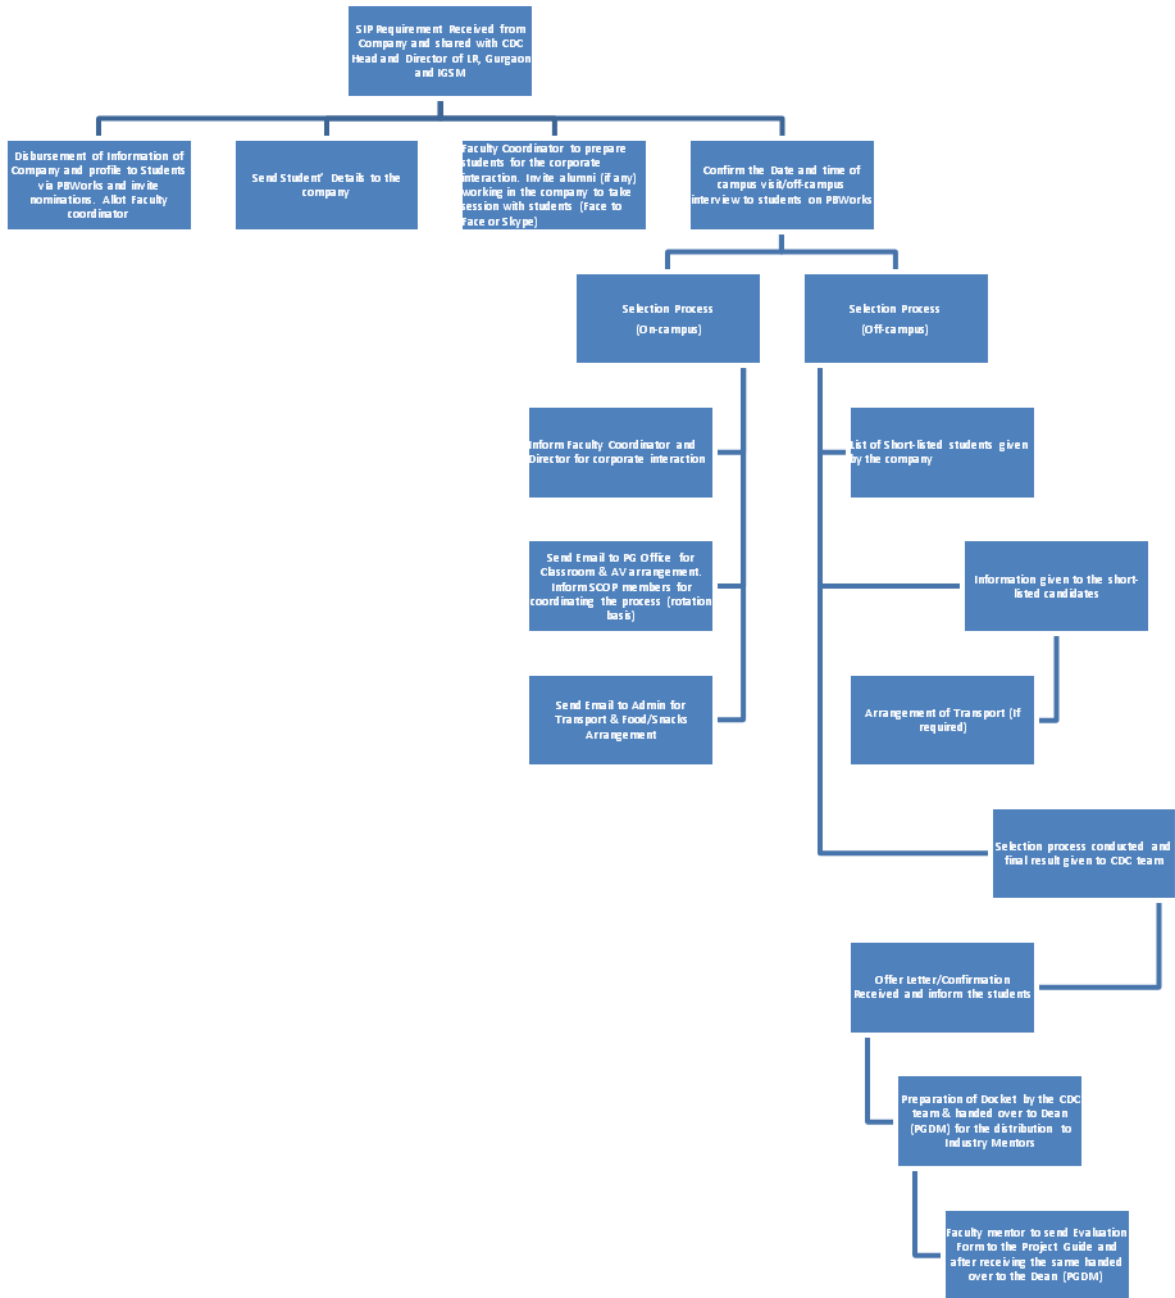 SIP Requirement Received from
Company and shared with CDC
Head and Director of LR, Gurgaon
and IGSM
Disbursement of Information of
Company and profile to Students
via PBWorks and invite
nominations. Allot Faculty
coordinator
Send Student' Details to the
company
Faculty Coordinator to prepare
students for the corporate
interaction. Invite alumni (if any)
working in the company to take
session with students (Face to
Face or Skype)
Confirm the Date and time of
campus visit/off-campus
interview to students on PBWorks
Selection Process
(On-campus)
Selection Process
(Off-campus)
Inform Faculty Coordinator and
Director for corporate interaction
List of Short-listed students given
by the company
Send Email to PG Office for
Classroom & AV arrangement.
Inform SCOP members for
coordinating the process (rotation
basis)
Information given to the short-
listed candidates
Send Email to Admin for
Transport & Food/Snacks
Arrangement
Arrangement of Transport (If
required)
Selection process conducted and
final result given to CDC team
Offer Letter/Confirmation
Received and inform the students
Preparation of Docket by the CDC
team & handed over to Dean
(PGDM) for the distribution to
Industry Mentors
Faculty mentor to send Evaluation
Form to the Project Guide and
after receiving the same handed
over to the Dean (PGDM)